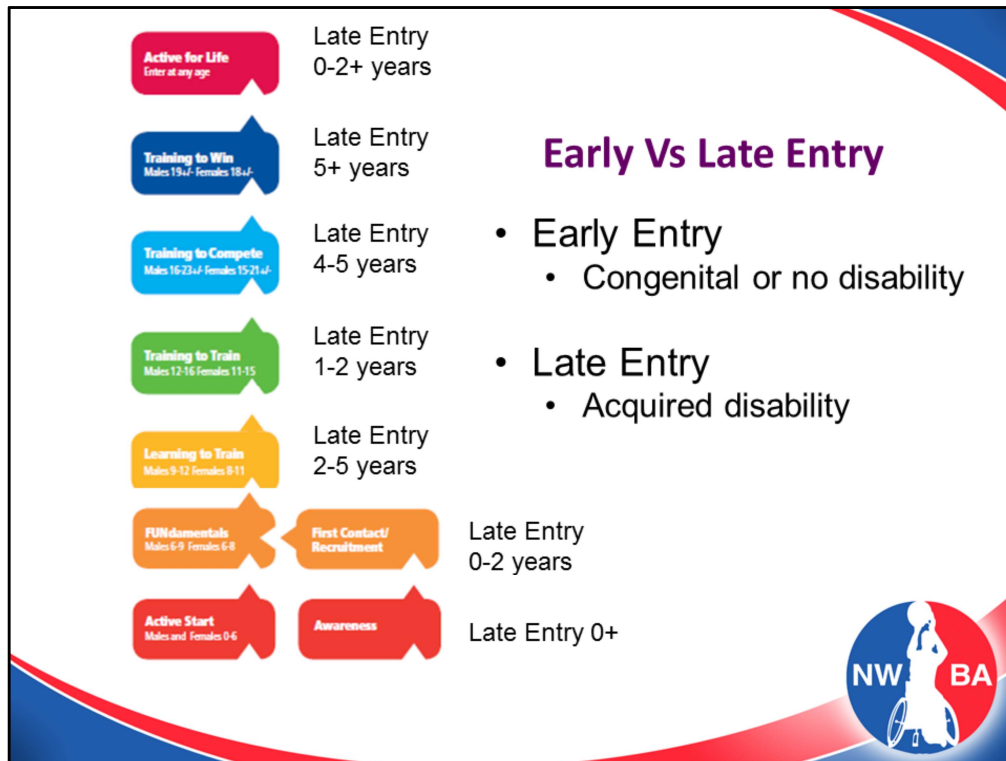 Active for Life
Enter at any age
Late Entry
0-2+ years
Training to Win
Males 19+/- Females 18+/-
Late Entry
5+ years
Early Vs Late Entry
Training to Compete
Males 16-23+/- Females 15-21+/-
Late Entry
4-5 years
• Early Entry
• Congenital or no disability
Training to Train
Males 12-16 Females 11-15
Late Entry
1-2 years
• Late Entry
• Acquired disability
Learning to Train
Males 9-12 Females 8-11
Late Entry
2-5 years
FUNdamentals
Males 6-9 Females 6-8
First Contact/
Recruitment
Late Entry
0-2 years
Active Start
Males and Females 0-6
Awareness
Late Entry 0+
NW BA